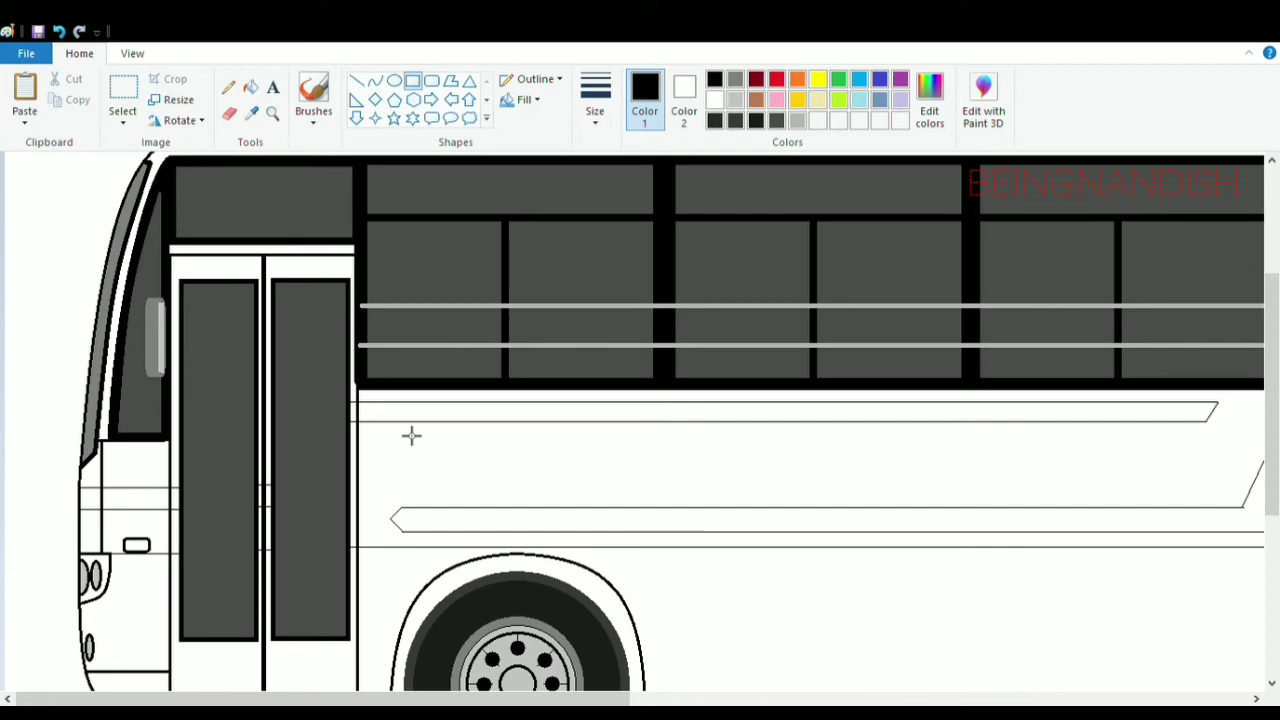 File Home View
Paste Cut Copy Clipboard
Select Crop Resize Rotate Image
Tools
Brushes
Outline Fill Shapes
Size
Color 1
Color 2
Edit colors
Colors
Edit with Paint 3D
A
BEINGNANDISH